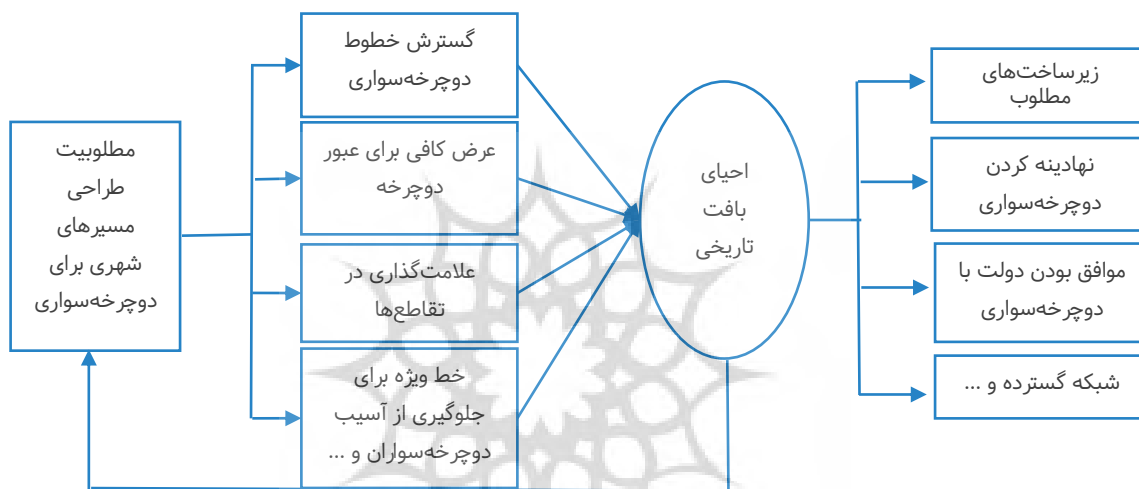 مطلوبیت
طراحی
مسیرهای
شهری برای
دوچرخه‌سواری
گسترش خطوط
دوچرخه‌سواری
عرض کافی برای عبور
دوچرخه
علامت‌گذاری در
تقاطع‌ها
خط ویژه برای
جلوگیری از آسیب
دوچرخه‌سواران و ...
احیای
بافت
تاریخی
زیرساخت‌های
مطلوب
نهادینه کردن
دوچرخه‌سواری
موافق بودن دولت با
دوچرخه‌سواری
شبکه گسترده و ...